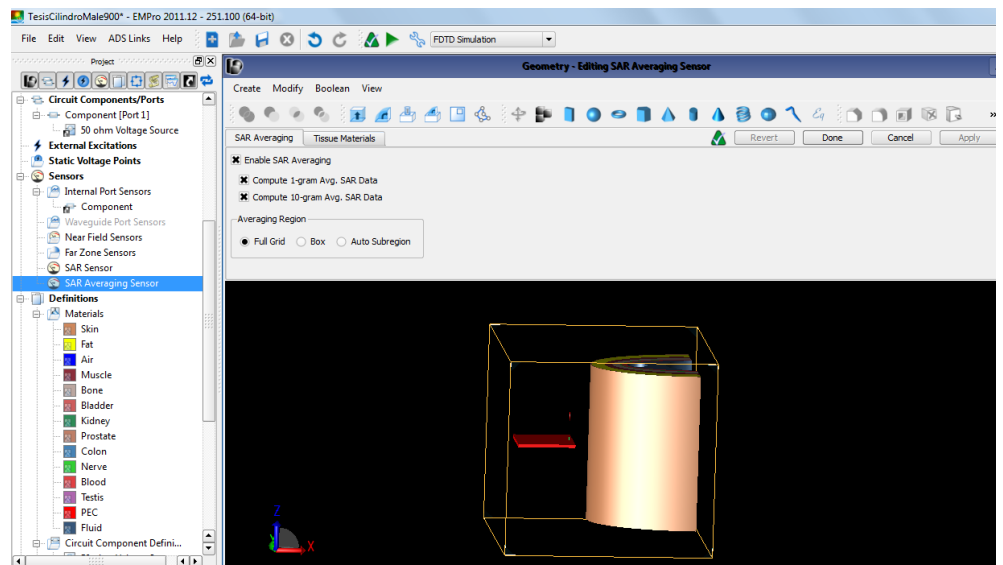 TesisCilindroMale900* - EMPro 2011.12 - 251.100 (64-bit)
File Edit View ADS Links Help FDTD Simulation
Project
Geometry - Editing SAR Averaging Sensor
Create Modify Boolean View
SAR Averaging Tissue Materials Revert Done Cancel Apply
Enable SAR Averaging
Compute 1-gram Avg. SAR Data
Compute 10-gram Avg. SAR Data
Averaging Region
Full Grid Box Auto Subregion
Circuit Components/Ports
Component [Port 1]
50 ohm Voltage Source
External Excitations
Static Voltage Points
Sensors
Internal Port Sensors
Component
Waveguide Port Sensors
Near Field Sensors
Far Zone Sensors
SAR Sensor
SAR Averaging Sensor
Definitions
Materials
Skin
Fat
Air
Muscle
Bone
Bladder
Kidney
Prostate
Colon
Nerve
Blood
Testis
PEC
Fluid
Circuit Component Defini...
Z
X